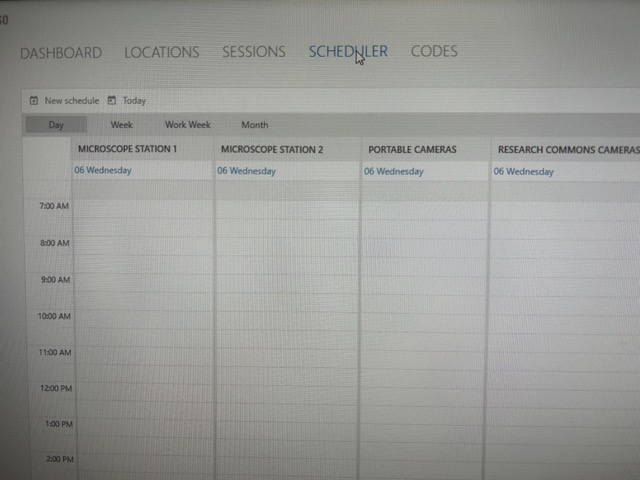 DASHBOARD LOCATIONS SESSIONS SCHEDULER CODES
New schedule Today
Day Week Work Week Month
MICROSCOPE STATION 1 MICROSCOPE STATION 2 PORTABLE CAMERAS RESEARCH COMMONS CAMERAS
06 Wednesday 06 Wednesday 06 Wednesday 06 Wednesday
7:00 AM
8:00 AM
9:00 AM
10:00 AM
11:00 AM
12:00 PM
1:00 PM
2:00 PM